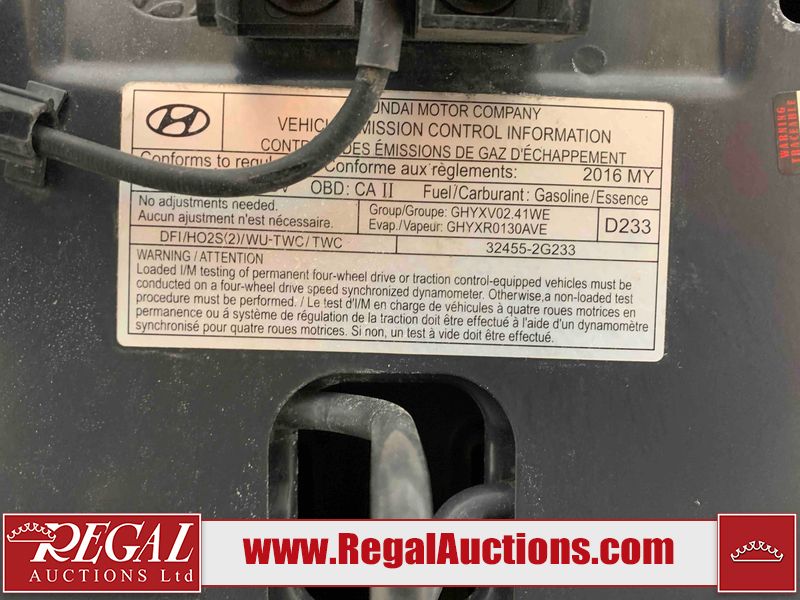 MOTOR COMPANY
EMISSION CONTROL INFORMATION
DES ÉMISSIONS DE GAZ D'ÉCHAPPEMENT
Conforms to Conforme aux règlements: 2016 MY
OBD: CA II Fuel/Carburant: Gasoline/Essence
No adjustments needed.
Aucun ajustment n'est nécessaire.
Group/Groupe: GHYXV02.41WE
Evap./Vapeur: GHYXR0130AVE
D233
DFI/HO2S(2)/WU-TWC/TWC
32455-2G233
WARNING / ATTENTION
Loaded I/M testing of permanent four-wheel drive or traction control-equipped vehicles must be
conducted on a four-wheel drive speed synchronized dynamometer. Otherwise,a non-loaded test
procedure must be performed. / Le test d'I/M en charge de véhicules à quatre roues motrices en
permanence ou á système de régulation de la traction doit être effectué à l'aide d'un dynamomètre
synchronisé pour quatre roues motrices. Si non, un test à vide doit être effectué.
WARNING
TRACEABLE
REGAL
AUCTIONS Ltd
www.RegalAuctions.com